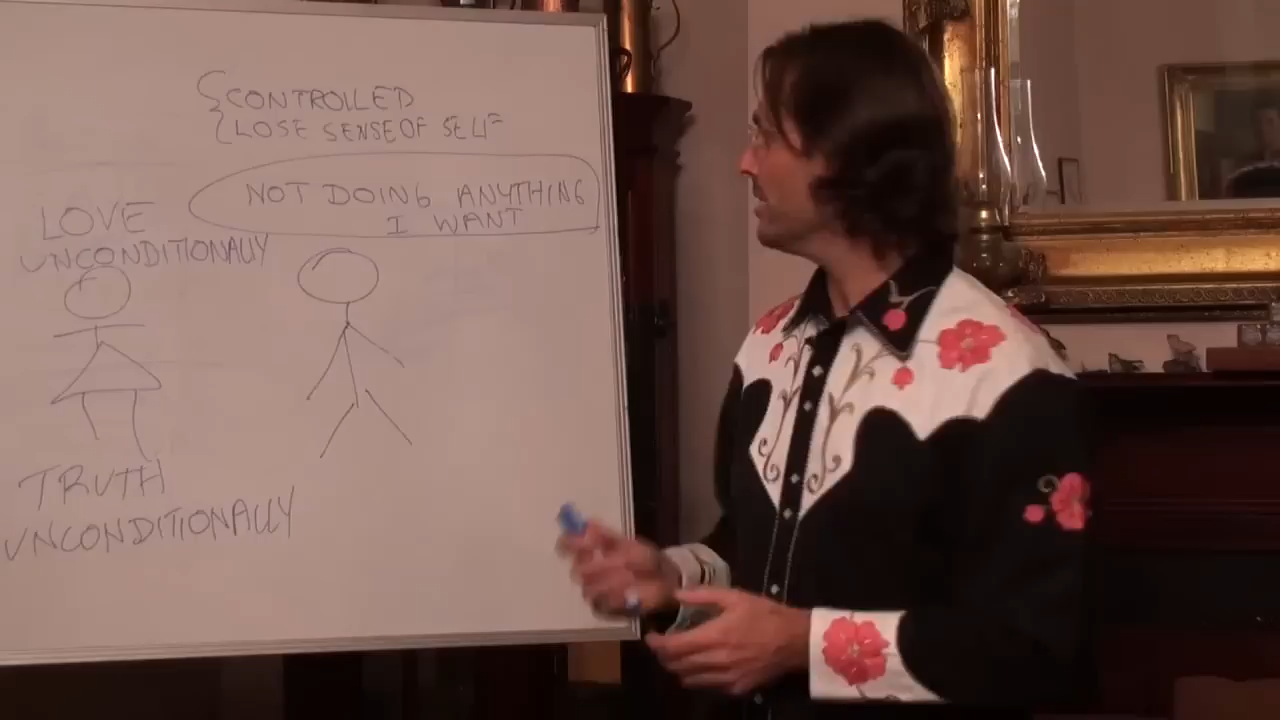 CONTROLLED
LOSE SENSE OF SELF
NOT DOING ANYTHING
I WANT
LOVE
UNCONDITIONALLY
TRUTH
UNCONDITIONALLY